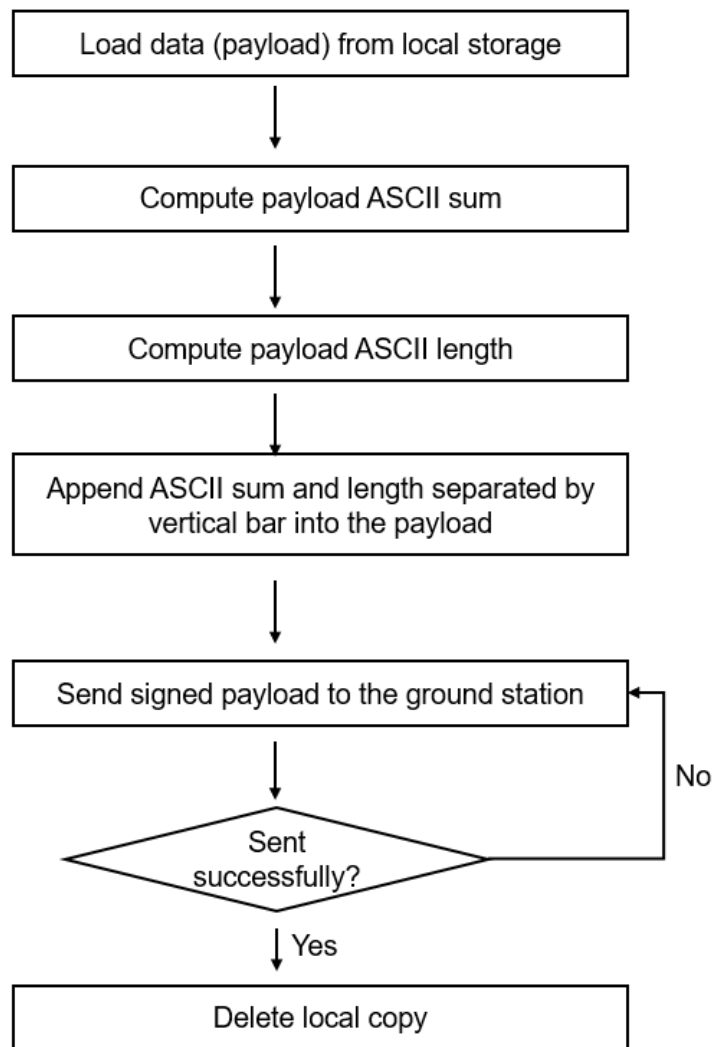 Load data (payload) from local storage
Compute payload ASCII sum
Compute payload ASCII length
Append ASCII sum and length separated by
vertical bar into the payload
Send signed payload to the ground station
No
Sent
successfully?
Yes
Delete local copy